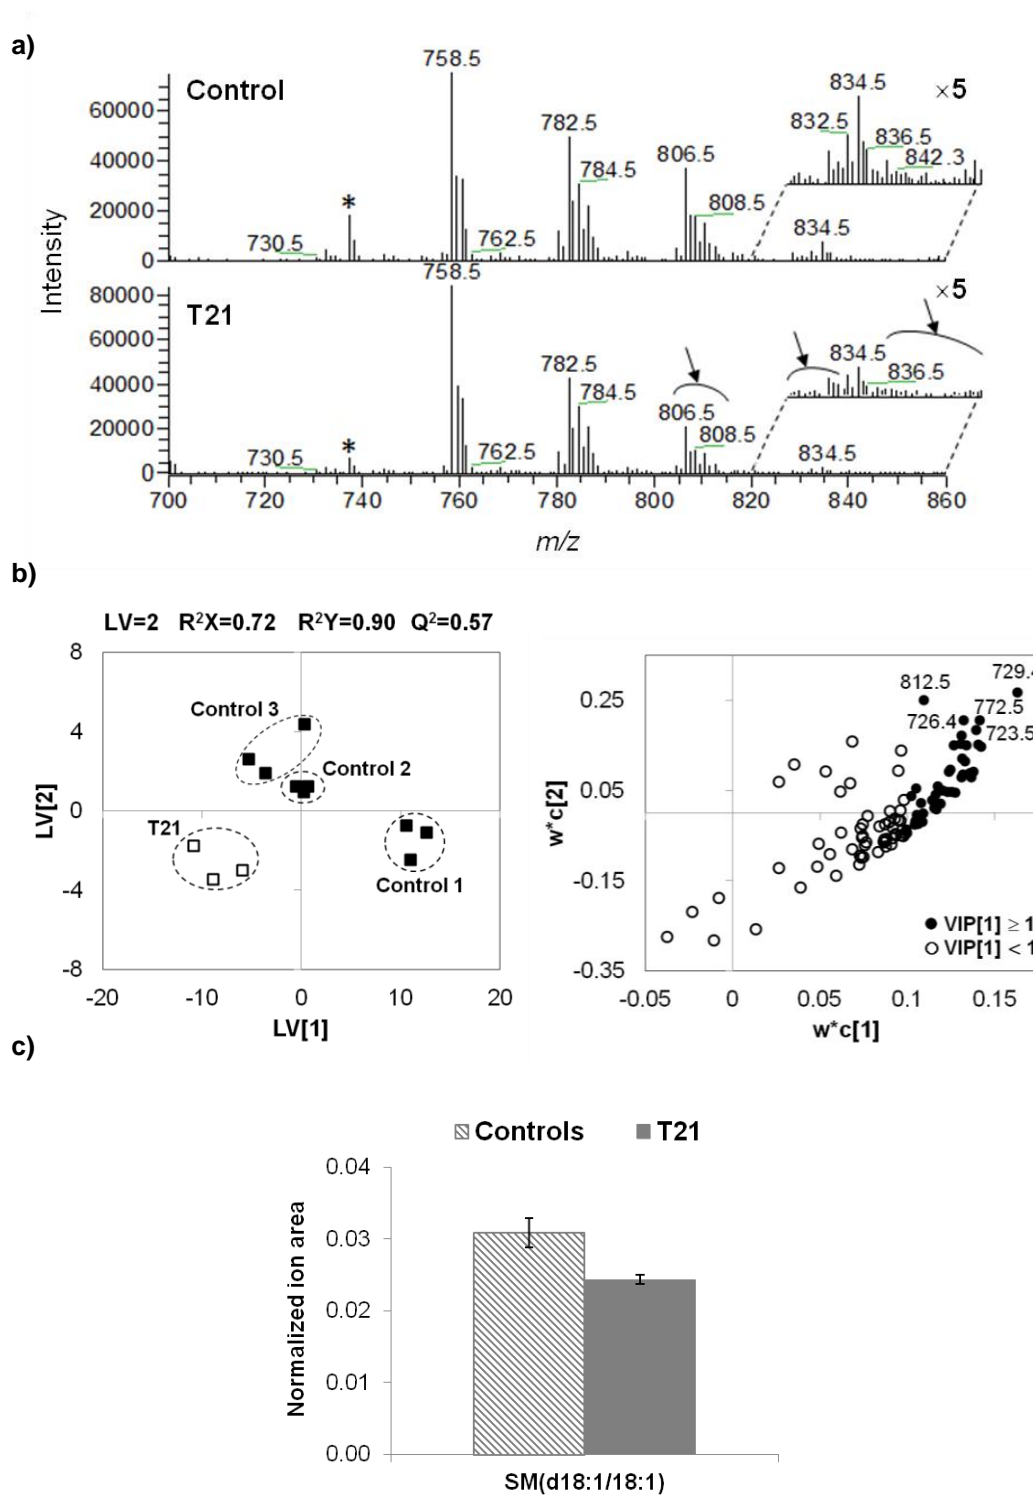 a)
Control
758.5
834.5
×5
60000
782.5
832.5
836.5
40000
784.5
806.5
842.3
20000
*
808.5
730.5
762.5
834.5
0
Intensity
80000
T21
758.5
×5
60000
834.5
40000
782.5
784.5
836.5
20000
806.5
*
808.5
730.5
762.5
834.5
0
700 720 740 760 780 800 820 840 860
m/z
b)
LV=2 R²X=0.72 R²Y=0.90 Q²=0.57
8
4
0
-4
-8
Control 3
Control 2
T21
Control 1
LV[2]
-20 -10 0 10 20
LV[1]
729.4
812.5
0.25
772.5
726.4
723.5
0.05
-0.15
-0.35
w*c[2]
VIP[1] ≥ 1
VIP[1] < 1
-0.05 0 0.05 0.1 0.15
w*c[1]
c)
Controls T21
0.04
0.03
0.02
0.01
0.00
Normalized ion area
SM(d18:1/18:1)